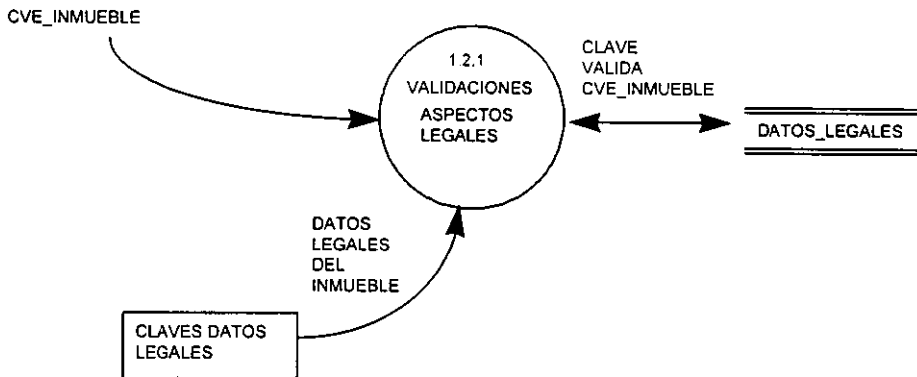 CVE_INMUEBLE
1.2.1
VALIDACIONES
ASPECTOS
LEGALES
CLAVE
VALIDA
CVE_INMUEBLE
DATOS_LEGALES
DATOS
LEGALES
DEL
INMUEBLE
CLAVES DATOS
LEGALES